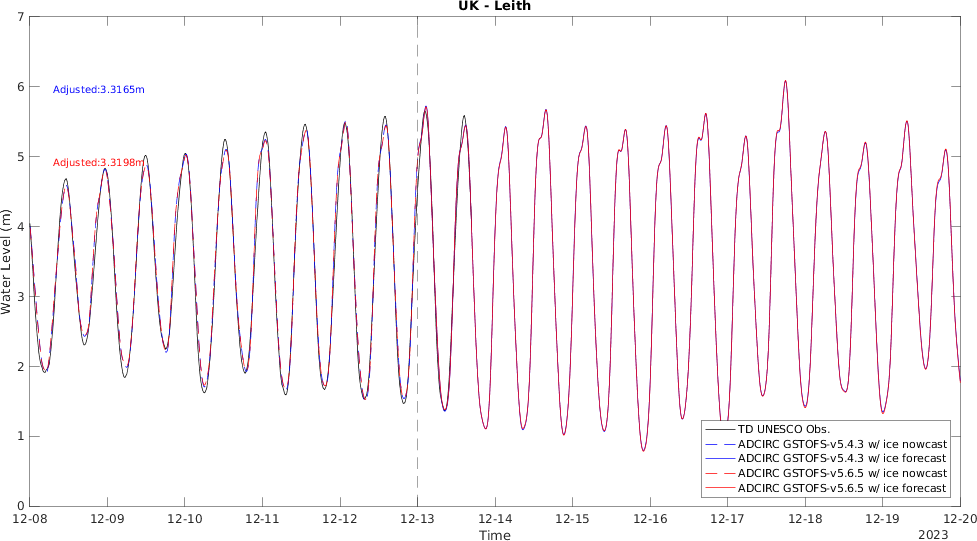 UK - Leith
7
6
5
4
3
2
1
0
Water Level (m)
Adjusted:3.3165m
Adjusted:3.3198m
TD UNESCO Obs.
ADCIRC GSTOFS-v5.4.3 w/ ice nowcast
ADCIRC GSTOFS-v5.4.3 w/ ice forecast
ADCIRC GSTOFS-v5.6.5 w/ ice nowcast
ADCIRC GSTOFS-v5.6.5 w/ ice forecast
12-08 12-09 12-10 12-11 12-12 12-13 12-14 12-15 12-16 12-17 12-18 12-19 12-20
Time
2023